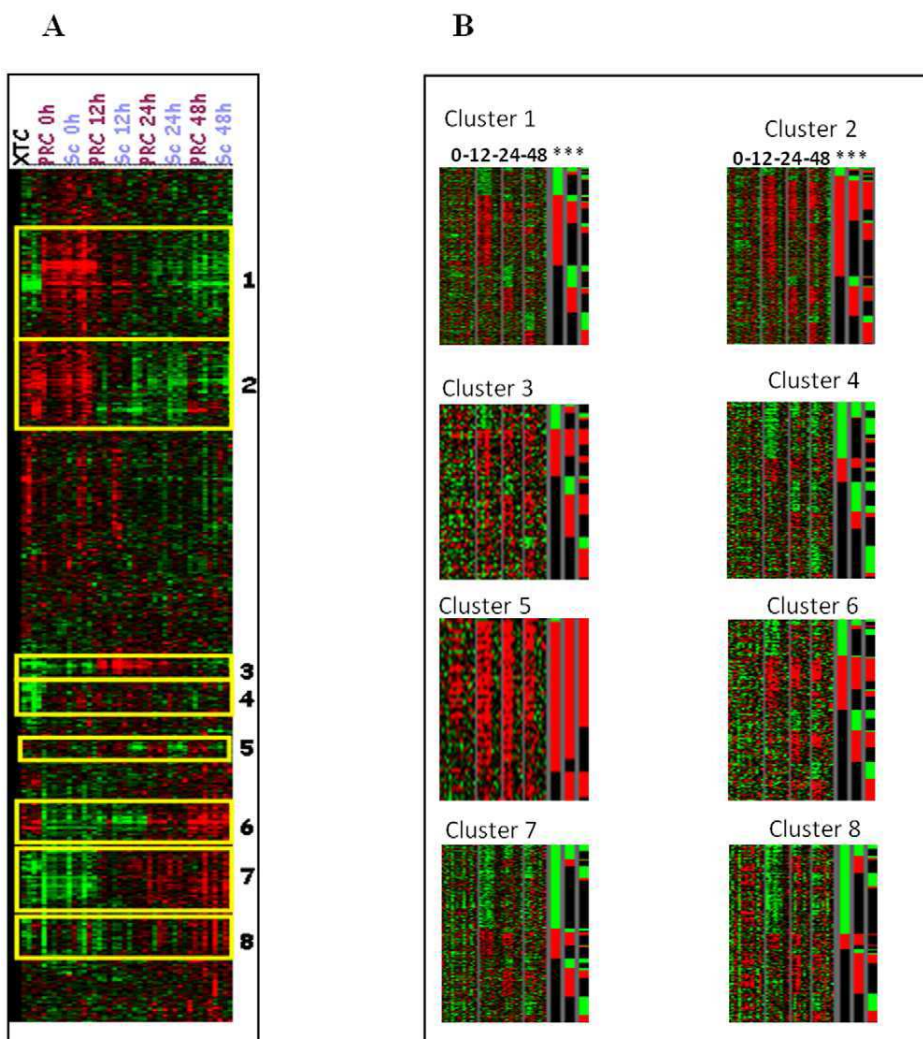 A
B
XTC
PRC 0h
Sc 0h
PRC 12h
Sc 12h
PRC 24h
Sc 24h
PRC 48h
Sc 48h
1
2
3
4
5
6
7
8
Cluster 1
0-12-24-48 ***
Cluster 2
0-12-24-48 ***
Cluster 3
Cluster 4
Cluster 5
Cluster 6
Cluster 7
Cluster 8